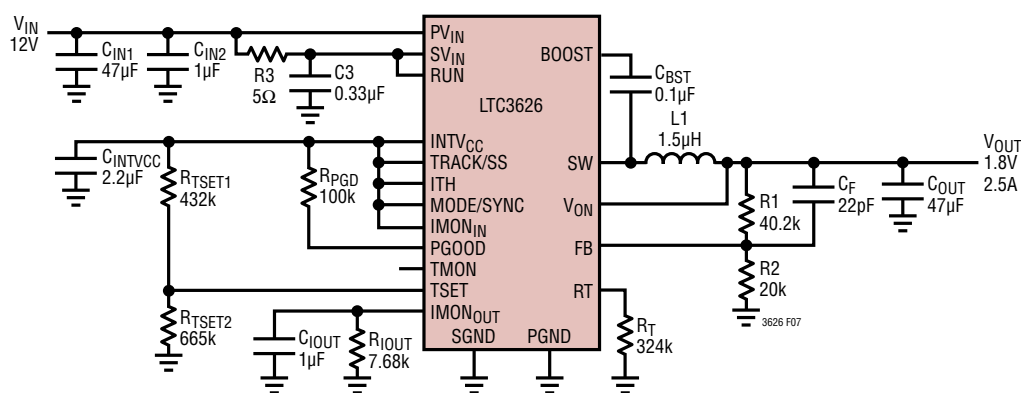 VIN
12V
CIN1
47µF
CIN2
1µF
R3
5Ω
C3
0.33µF
PVIN
SVIN
RUN
BOOST
LTC3626
CBST
0.1µF
L1
1.5µH
VOUT
1.8V
2.5A
CINTVCC
2.2µF
RTSET1
432k
RPGD
100k
INTVCC
TRACK/SS
ITH
MODE/SYNC
IMONIN
PGOOD
TMON
TSET
IMONOUT
SW
VON
FB
RT
R1
40.2k
CF
22pF
COUT
47µF
R2
20k
3626 F07
RTSET2
665k
CIOUT
1µF
RIOUT
7.68k
SGND
PGND
RT
324k